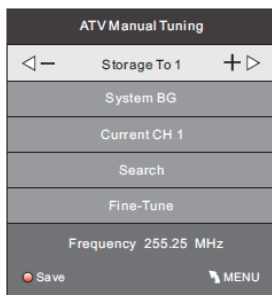 ATV Manual Tuning
Storage To 1
System BG
Current CH 1
Search
Fine-Tune
Frequency 255.25 MHz
Save MENU